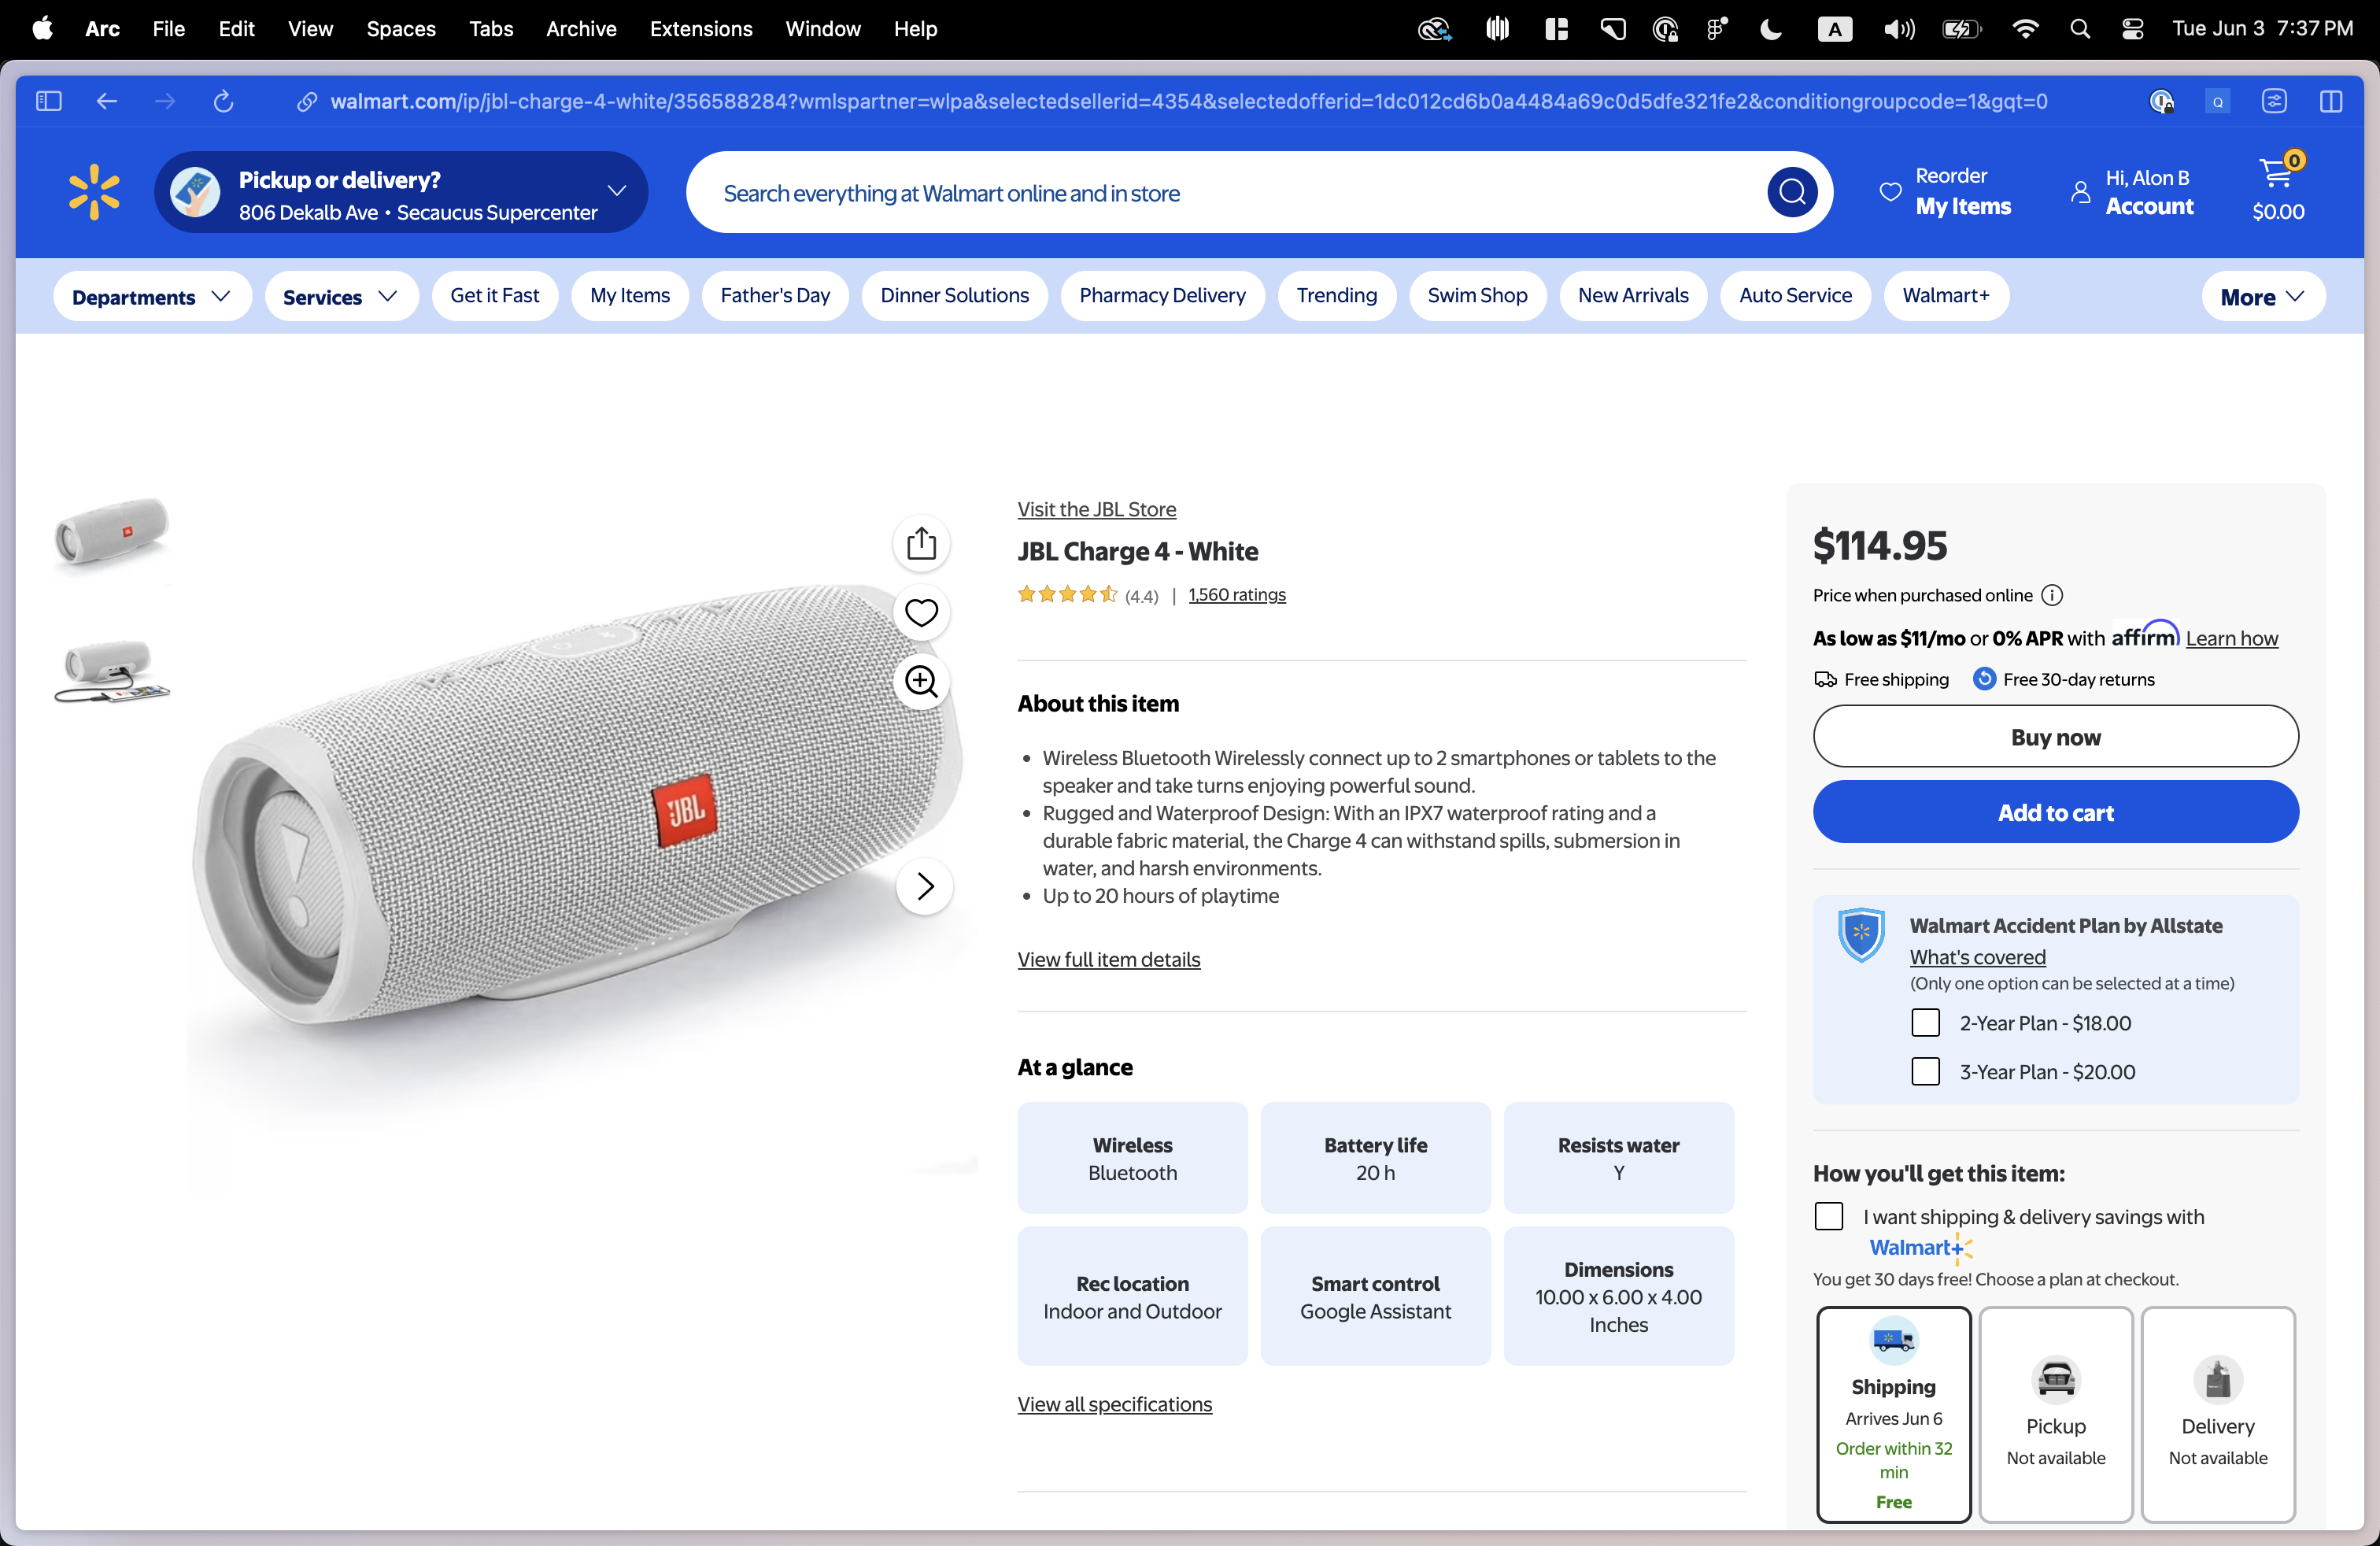 Arc File Edit View Spaces Tabs Archive Extensions Window Help A Tue Jun 3 7:37 PM
walmart.com/ip/jbl-charge-4-white/356588284?wmlspartner=wlpa&selectedsellerid=4354&selectedofferid=1dc012cd6b0a4484a69c0d5dfe321fe2&conditiongroupcode=1&gqt=0
Q
Pickup or delivery?
806 Dekalb Ave • Secaucus Supercenter
Search everything at Walmart online and in store
Reorder
My Items
Hi, Alon B
Account
0
$0.00
Departments Services Get it Fast My Items Father's Day Dinner Solutions Pharmacy Delivery Trending Swim Shop New Arrivals Auto Service Walmart+ More
JBL
Visit the JBL Store
JBL Charge 4 - White
(4.4) | 1,560 ratings
About this item
• Wireless Bluetooth Wirelessly connect up to 2 smartphones or tablets to the
speaker and take turns enjoying powerful sound.
• Rugged and Waterproof Design: With an IPX7 waterproof rating and a
durable fabric material, the Charge 4 can withstand spills, submersion in
water, and harsh environments.
• Up to 20 hours of playtime
View full item details
At a glance
Wireless
Bluetooth
Battery life
20 h
Resists water
Y
Rec location
Indoor and Outdoor
Smart control
Google Assistant
Dimensions
10.00 x 6.00 x 4.00
Inches
View all specifications
$114.95
Price when purchased online
As low as $11/mo or 0% APR with affirm Learn how
Free shipping Free 30-day returns
Buy now
Add to cart
Walmart Accident Plan by Allstate
What's covered
(Only one option can be selected at a time)
2-Year Plan - $18.00
3-Year Plan - $20.00
How you'll get this item:
I want shipping & delivery savings with
Walmart+
You get 30 days free! Choose a plan at checkout.
Shipping
Arrives Jun 6
Order within 32
min
Free
Pickup
Not available
Delivery
Not available